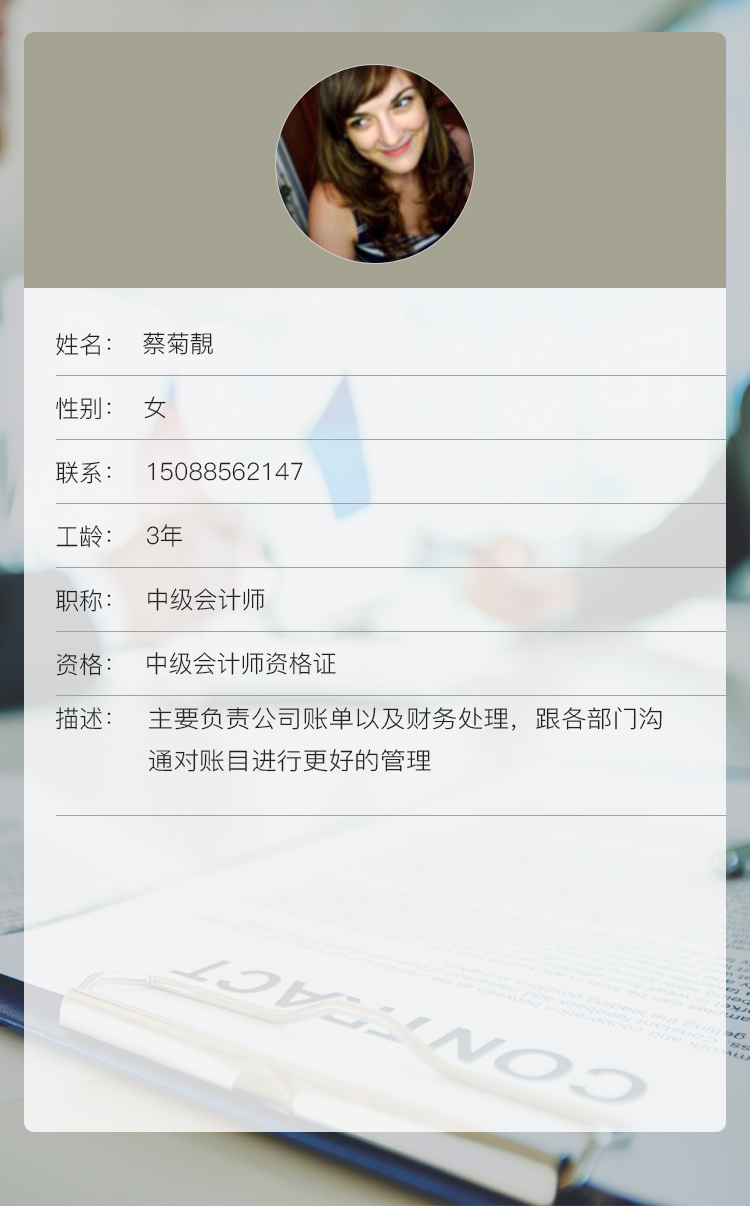 姓名： 蔡菊靓
性别： 女
联系： 15088562147
工龄： 3年
职称： 中级会计师
资格： 中级会计师资格证
描述： 主要负责公司账单以及财务处理，跟各部门沟
通对账目进行更好的管理
CONTRACT